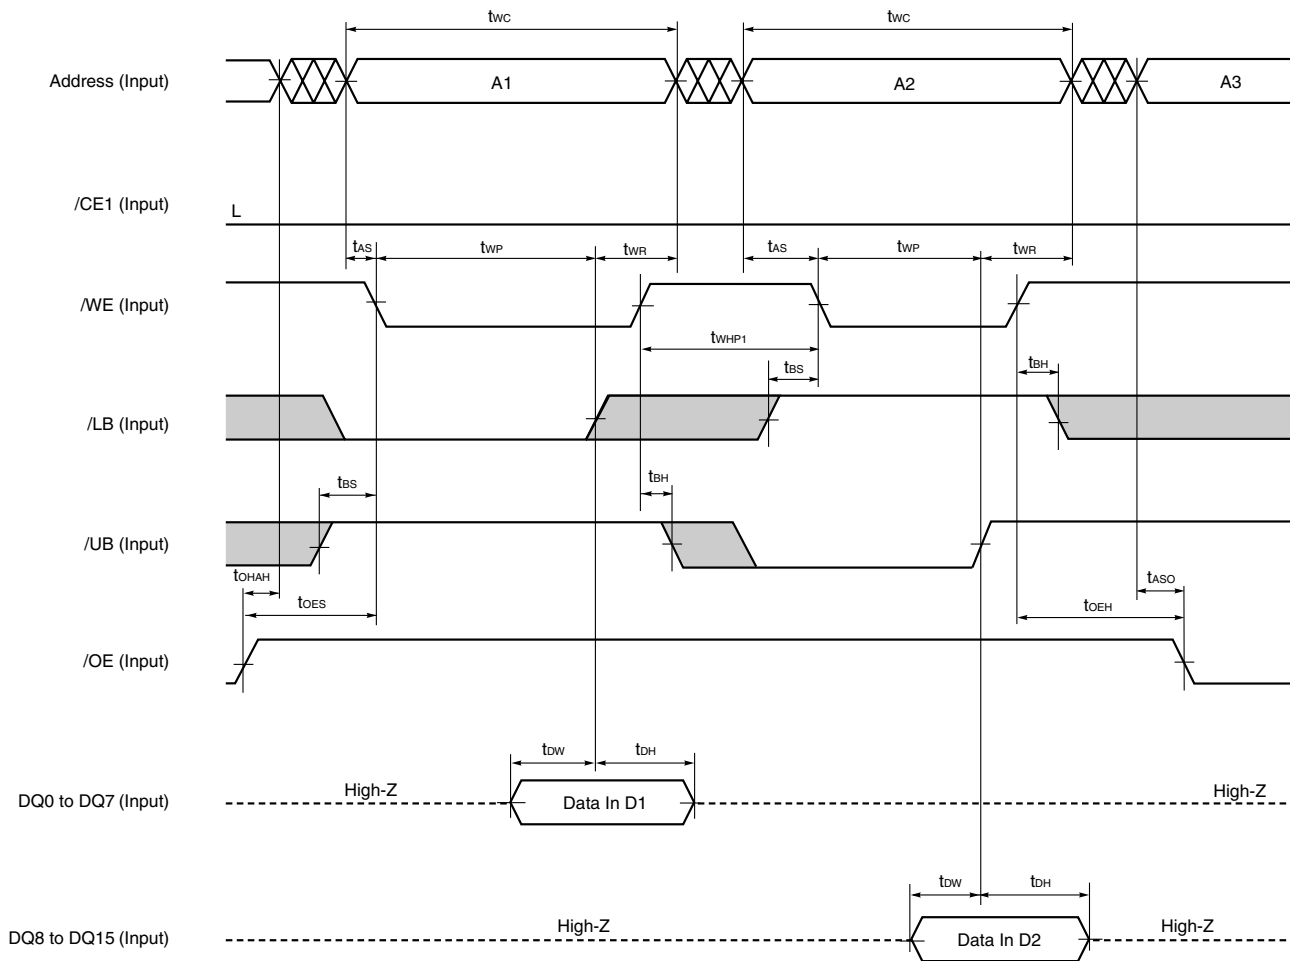 tWC tWC
Address (Input) A1 A2 A3
/CE1 (Input) L
tAS tWP tWR tAS tWP tWR
/WE (Input)
tWHP1
tBS tBH
/LB (Input)
tBS tBH
/UB (Input)
tOHAH tASO
tOES tOEH
/OE (Input)
tDW tDH
DQ0 to DQ7 (Input) High-Z Data In D1 High-Z
tDW tDH
DQ8 to DQ15 (Input) High-Z Data In D2 High-Z